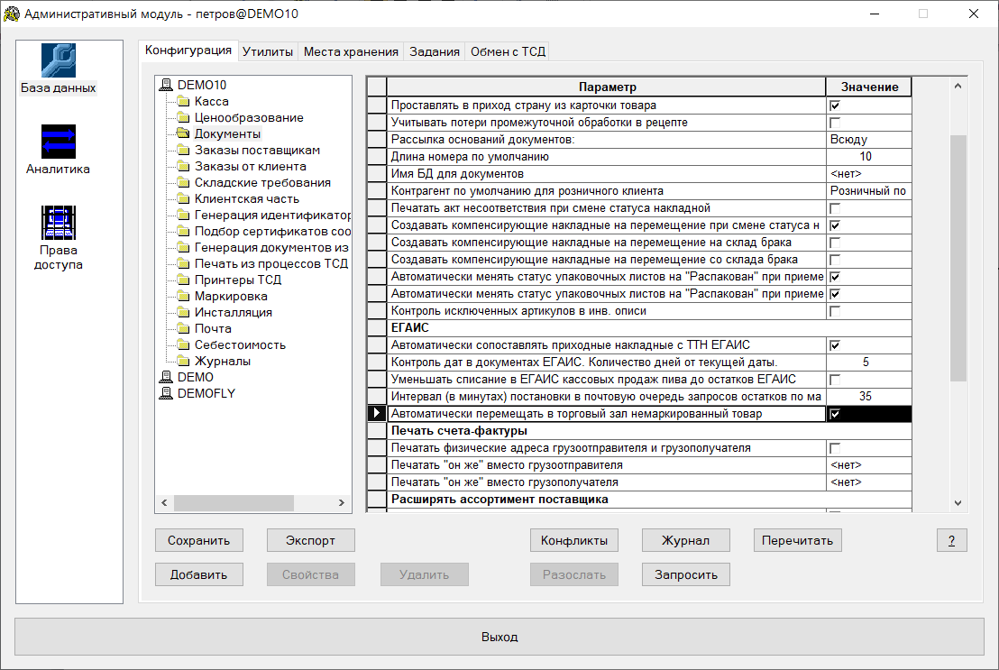 Административный модуль - петров@DEMO10
База данных
Аналитика
Права
доступа
Конфигурация
Утилиты
Места хранения
Задания
Обмен с ТСД
DEMO10
Касса
Ценообразование
Документы
Заказы поставщикам
Заказы от клиента
Складские требования
Клиентская часть
Генерация идентификатор
Подбор сертификатов соо
Генерация документов из
Печать из процессов ТСД
Принтеры ТСД
Маркировка
Инсталляция
Почта
Себестоимость
Журналы
DEMO
DEMOFLY
Параметр Значение
Проставлять в приход страну из карточки товара
Учитывать потери промежуточной обработки в рецепте
Рассылка оснований документов: Всюду
Длина номера по умолчанию 10
Имя БД для документов <нет>
Контрагент по умолчанию для розничного клиента Розничный по
Печатать акт несоответствия при смене статуса накладной
Создавать компенсирующие накладные на перемещение при смене статуса н
Создавать компенсирующие накладные на перемещение на склад брака
Создавать компенсирующие накладные на перемещение со склада брака
Автоматически менять статус упаковочных листов на "Распакован" при приеме
Автоматически менять статус упаковочных листов на "Распакован" при приеме
Контроль исключенных артикулов в инв. описи
ЕГАИС
Автоматически сопоставлять приходные накладные с ТТН ЕГАИС
Контроль дат в документах ЕГАИС. Количество дней от текущей даты. 5
Уменьшать списание в ЕГАИС кассовых продаж пива до остатков ЕГАИС
Интервал (в минутах) постановки в почтовую очередь запросов остатков по ма 35
Автоматически перемещать в торговый зал немаркированный товар
Печать счета-фактуры
Печатать физические адреса грузоотправителя и грузополучателя
Печатать "он же" вместо грузоотправителя <нет>
Печатать "он же" вместо грузополучателя <нет>
Расширять ассортимент поставщика
Сохранить
Экспорт
Конфликты
Журнал
Перечитать
?
Добавить
Свойства
Удалить
Разослать
Запросить
Выход